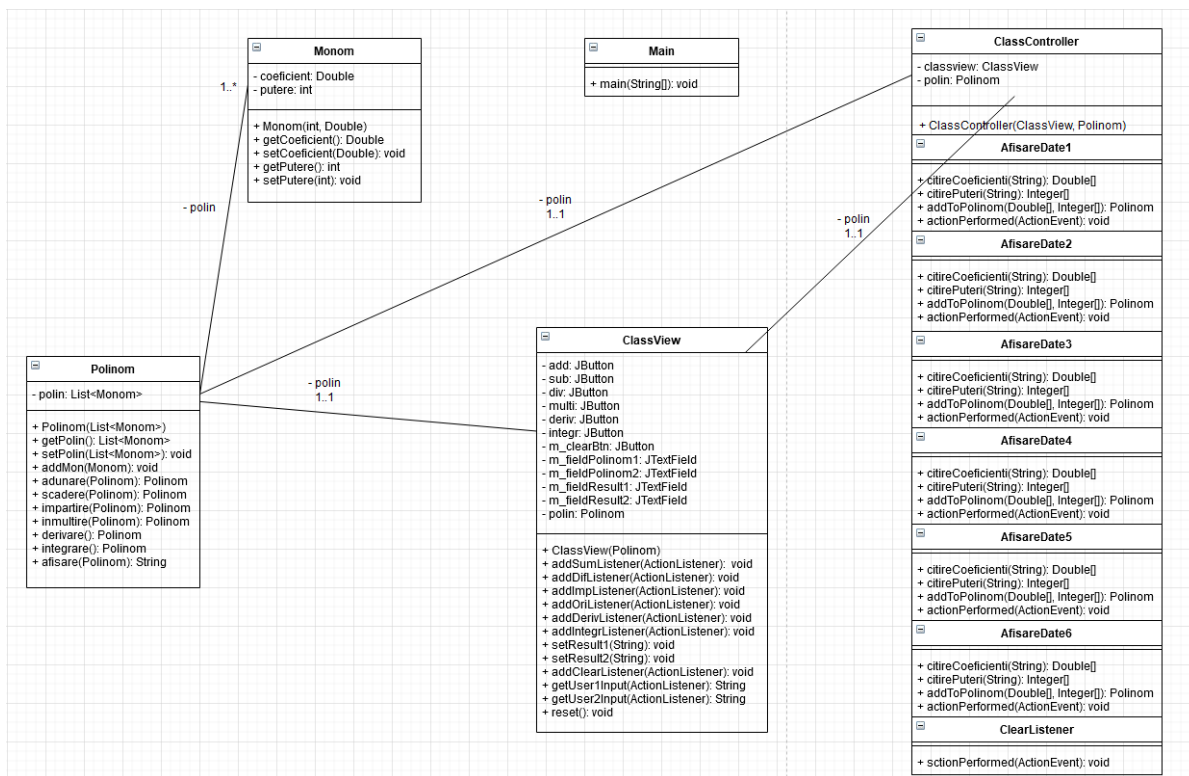 Monom
- coeficient: Double
- putere: int
+ Monom(int, Double)
+ getCoeficient(): Double
+ setCoeficient(Double): void
+ getPutere(): int
+ setPutere(int): void
1..*
- polin
Main
+ main(String[]): void
- polin
1..1
- polin
1..1
- polin
1..1
Polinom
- polin: List<Monom>
+ Polinom(List<Monom>)
+ getPolin(): List<Monom>
+ setPolin(List<Monom>): void
+ addMon(Monom): void
+ adunare(Polinom): Polinom
+ scadere(Polinom): Polinom
+ impartire(Polinom): Polinom
+ inmultire(Polinom): Polinom
+ derivare(): Polinom
+ integrare(): Polinom
+ afisare(Polinom): String
ClassView
- add: JButton
- sub: JButton
- div: JButton
- multi: JButton
- deriv: JButton
- integr: JButton
- m_clearBtn: JButton
- m_fieldPolinom1: JTextField
- m_fieldPolinom2: JTextField
- m_fieldResult1: JTextField
- m_fieldResult2: JTextField
- polin: Polinom
+ ClassView(Polinom)
+ addSumListener(ActionListener): void
+ addDifListener(ActionListener): void
+ addImpListener(ActionListener): void
+ addOriListener(ActionListener): void
+ addDerivListener(ActionListener): void
+ addIntegrListener(ActionListener): void
+ setResult1(String): void
+ setResult2(String): void
+ addClearListener(ActionListener): void
+ getUser1Input(ActionListener): String
+ getUser2Input(ActionListener): String
+ reset(): void
ClassController
- classview: ClassView
- polin: Polinom
+ ClassController(ClassView, Polinom)
AfisareDate1
+ citireCoeficienti(String): Double[]
+ citirePuteri(String): Integer[]
+ addToPolinom(Double[], Integer[]): Polinom
+ actionPerformed(ActionEvent): void
AfisareDate2
+ citireCoeficienti(String): Double[]
+ citirePuteri(String): Integer[]
+ addToPolinom(Double[], Integer[]): Polinom
+ actionPerformed(ActionEvent): void
AfisareDate3
+ citireCoeficienti(String): Double[]
+ citirePuteri(String): Integer[]
+ addToPolinom(Double[], Integer[]): Polinom
+ actionPerformed(ActionEvent): void
AfisareDate4
+ citireCoeficienti(String): Double[]
+ citirePuteri(String): Integer[]
+ addToPolinom(Double[], Integer[]): Polinom
+ actionPerformed(ActionEvent): void
AfisareDate5
+ citireCoeficienti(String): Double[]
+ citirePuteri(String): Integer[]
+ addToPolinom(Double[], Integer[]): Polinom
+ actionPerformed(ActionEvent): void
AfisareDate6
+ citireCoeficienti(String): Double[]
+ citirePuteri(String): Integer[]
+ addToPolinom(Double[], Integer[]): Polinom
+ actionPerformed(ActionEvent): void
ClearListener
+ sctionPerformed(ActionEvent): void